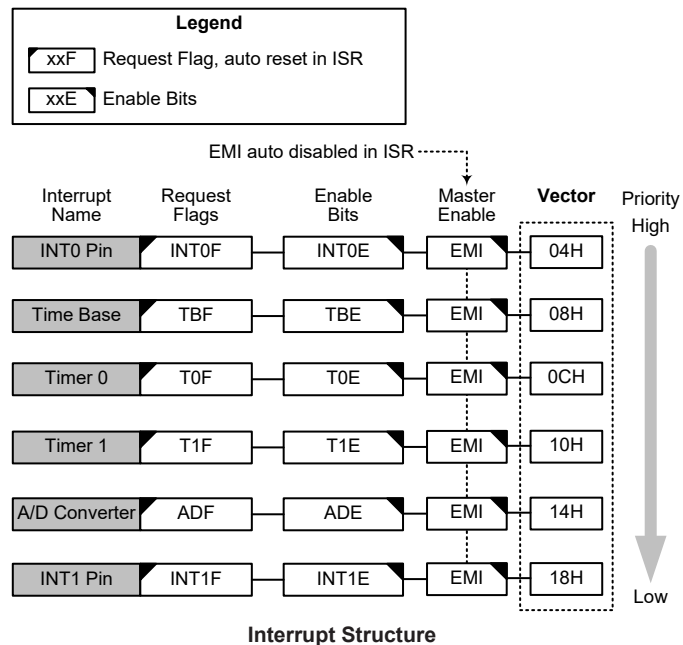 Legend
xxF Request Flag, auto reset in ISR
xxE Enable Bits
EMI auto disabled in ISR
Interrupt Name Request Flags Enable Bits Master Enable Vector Priority
High
INT0 Pin INT0F INT0E EMI 04H
Time Base TBF TBE EMI 08H
Timer 0 T0F T0E EMI 0CH
Timer 1 T1F T1E EMI 10H
A/D Converter ADF ADE EMI 14H
INT1 Pin INT1F INT1E EMI 18H
Low
Interrupt Structure